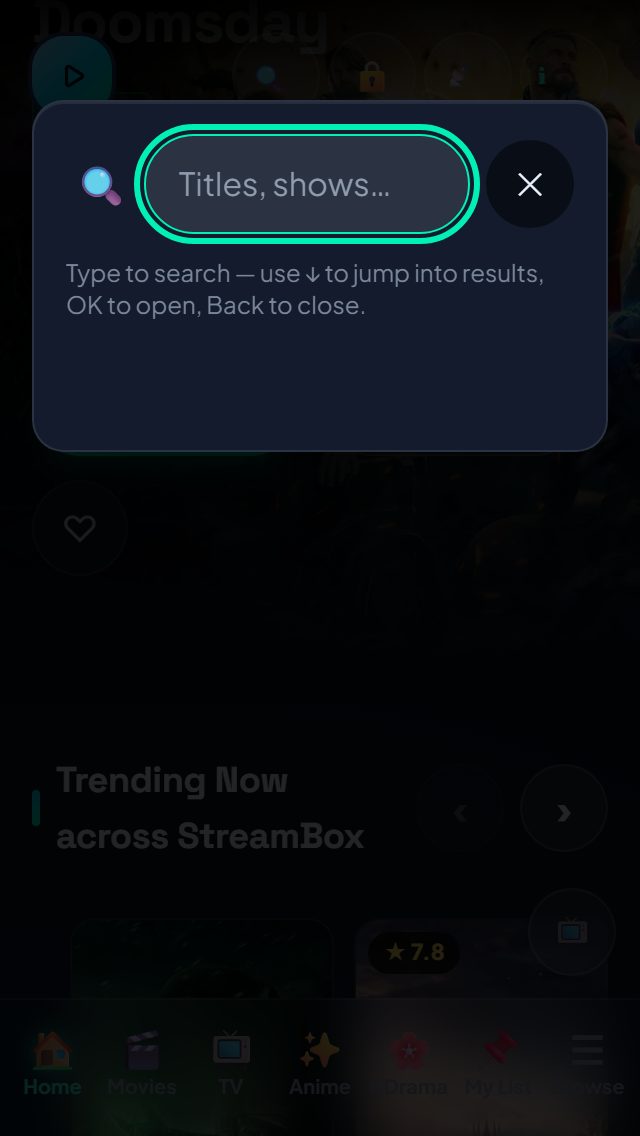 Doomsday
Titles, shows...
Type to search — use ↓ to jump into results,
OK to open, Back to close.
Trending Now
across StreamBox
★ 7.8
Home Movies TV Anime Drama My List Browse